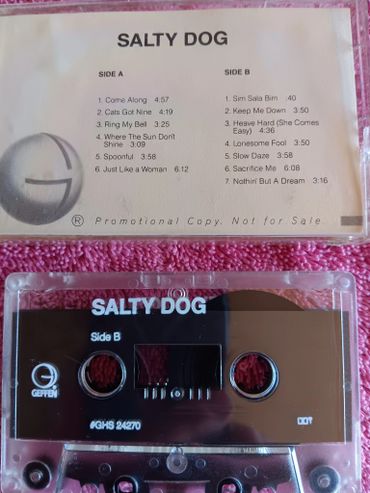 SALTY DOG
SIDE A
1. Come Along 4:57
2. Cats Got Nine 4:19
3. Ring My Bell 3:25
4. Where The Sun Don't
Shine 3:09
5. Spoonful 3:58
6. Just Like a Woman 6:12
SIDE B
1. Sim Sala Bim :40
2. Keep Me Down 3:50
3. Heave Hard (She Comes
Easy) 4:36
4. Lonesome Fool 3:50
5. Slow Daze 3:58
6. Sacrifice Me 6:08
7. Nothin' But A Dream 3:16
® Promotional Copy. Not for Sale.
SALTY DOG
Side B
GEFFEN
#GHS 24270